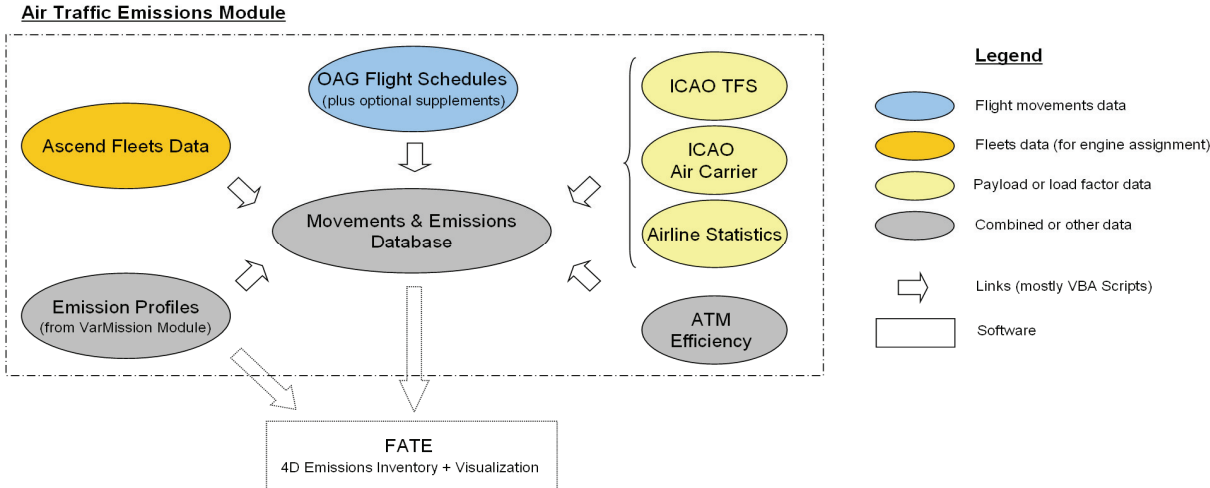 Air Traffic Emissions Module
OAG Flight Schedules
(plus optional supplements)
Ascend Fleets Data
Movements & Emissions
Database
Emission Profiles
(from VarMission Module)
ICAO TFS
ICAO
Air Carrier
Airline Statistics
ATM
Efficiency
FATE
4D Emissions Inventory + Visualization
Legend
Flight movements data
Fleets data (for engine assignment)
Payload or load factor data
Combined or other data
Links (mostly VBA Scripts)
Software